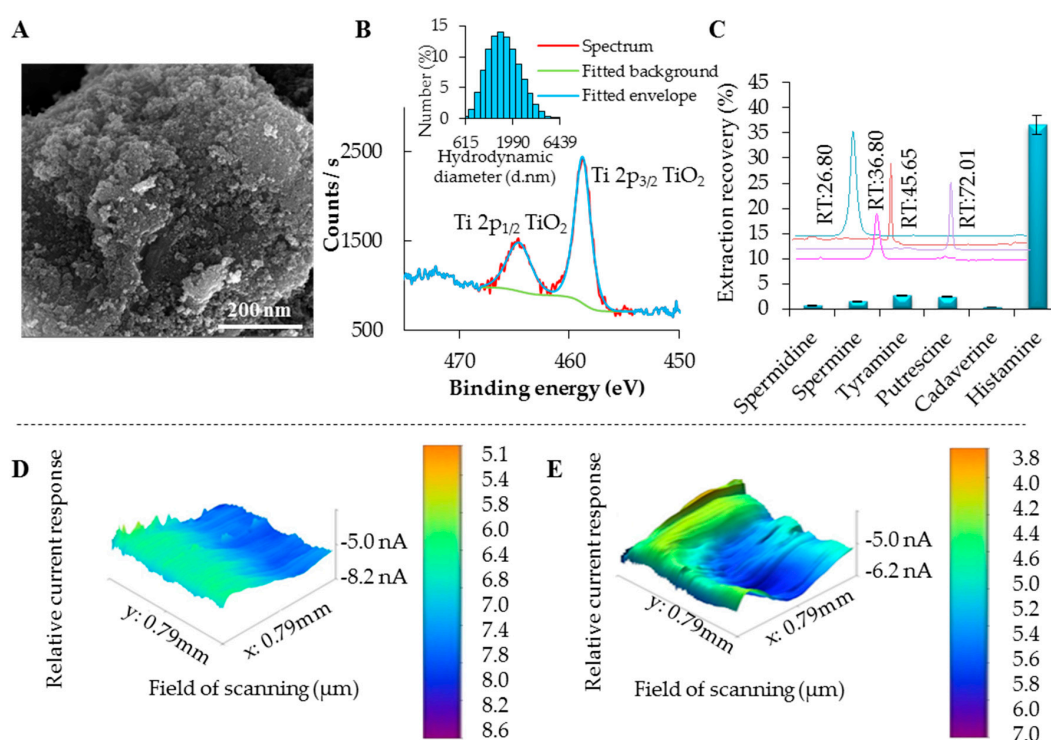 A
200 nm
B
Number (%)
15
10
5
0
615 1990 6439
Hydrodynamic
diameter (d.nm)
Spectrum
Fitted background
Fitted envelope
Counts / s
2500
1500
500
Ti 2p1/2 TiO2
Ti 2p3/2 TiO2
470 460 450
Binding energy (eV)
C
Extraction recovery (%)
45
40
35
30
25
20
15
10
5
0
RT:26.80
RT:36.80
RT:45.65
RT:72.01
Spermidine
Spermine
Tyramine
Putrescine
Cadaverine
Histamine
D
Relative current response
-5.0 nA
-8.2 nA
y: 0.79mm
x: 0.79mm
Field of scanning (µm)
5.1
5.4
5.8
6.0
6.4
6.8
7.0
7.4
7.8
8.0
8.2
8.6
E
Relative current response
-5.0 nA
-6.2 nA
y: 0.79mm
x: 0.79mm
Field of scanning (µm)
3.8
4.0
4.2
4.4
4.8
5.0
5.2
5.4
5.6
5.8
6.0
7.0